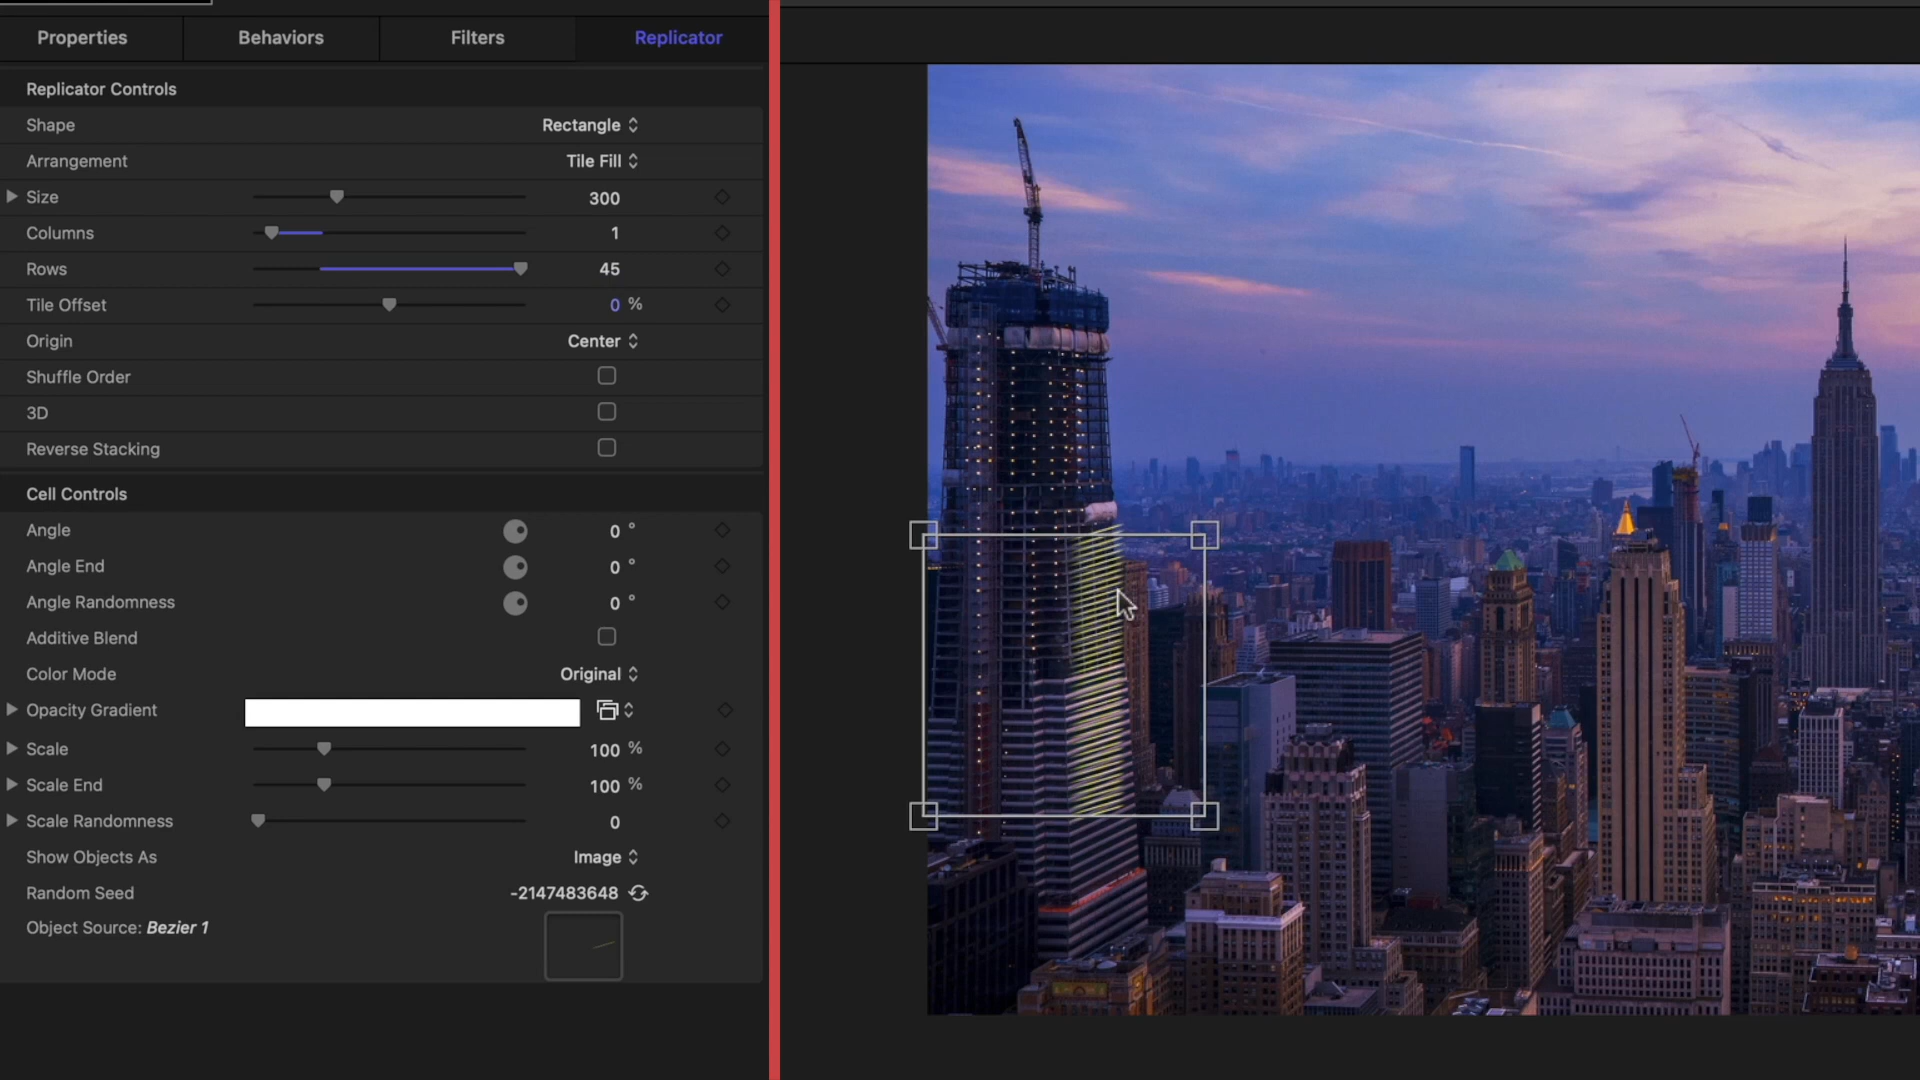 Properties Behaviors Filters Replicator
Replicator Controls
Shape Rectangle
Arrangement Tile Fill
Size 300
Columns 1
Rows 45
Tile Offset 0 %
Origin Center
Shuffle Order
3D
Reverse Stacking
Cell Controls
Angle 0 °
Angle End 0 °
Angle Randomness 0 °
Additive Blend
Color Mode Original
Opacity Gradient
Scale 100 %
Scale End 100 %
Scale Randomness 0
Show Objects As Image
Random Seed -2147483648
Object Source: Bezier 1